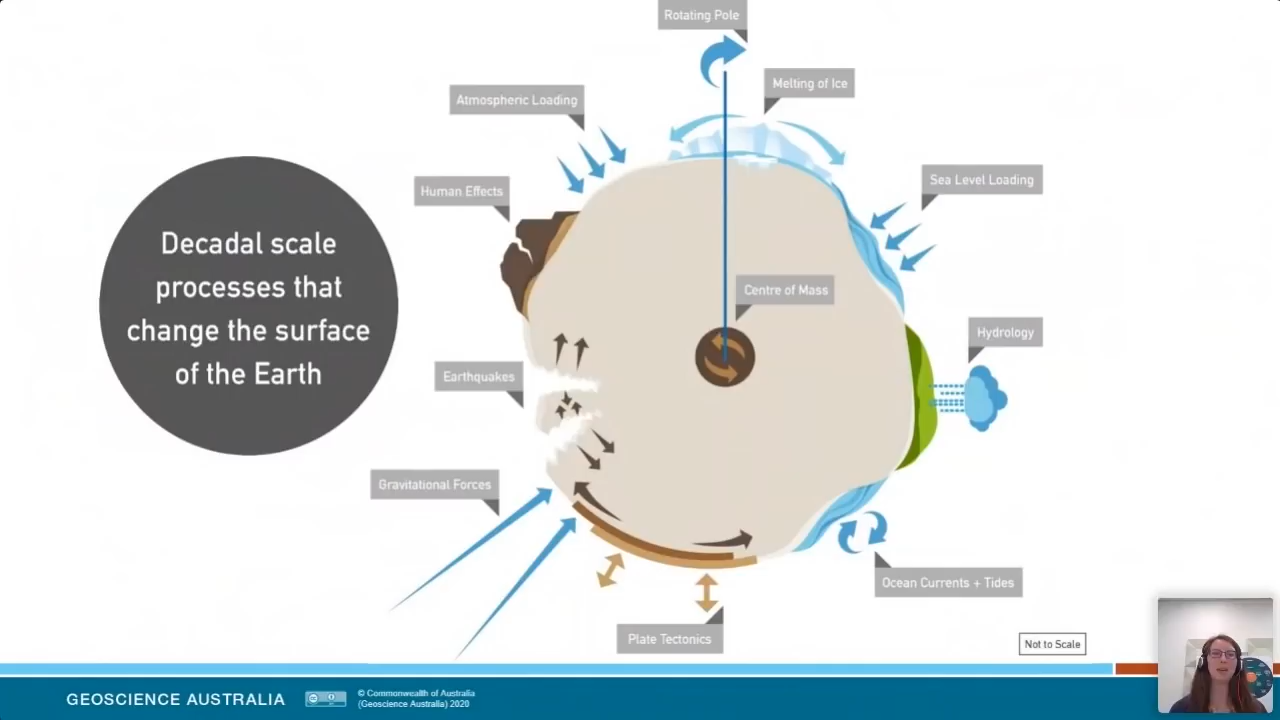 Rotating Pole
Melting of Ice
Atmospheric Loading
Sea Level Loading
Human Effects
Decadal scale
processes that
change the surface
of the Earth
Centre of Mass
Hydrology
Earthquakes
Gravitational Forces
Ocean Currents + Tides
Plate Tectonics
Not to Scale
GEOSCIENCE AUSTRALIA
© Commonwealth of Australia
(Geoscience Australia) 2020